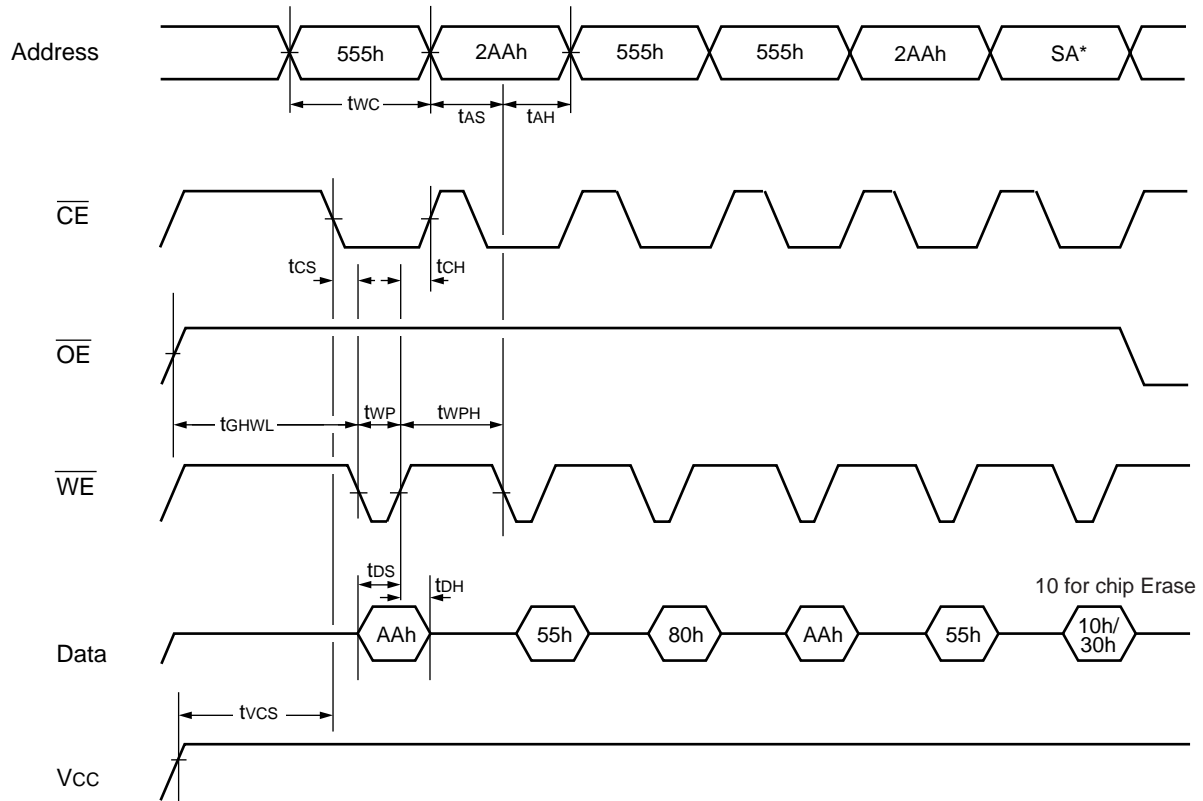 Address 555h 2AAh 555h 555h 2AAh SA*
tWC tAS tAH
CE
tCS tCH
OE
tGHWL tWP tWPH
WE
tDS tDH
10 for chip Erase
Data AAh 55h 80h AAh 55h 10h/
30h
tVCS
VCC